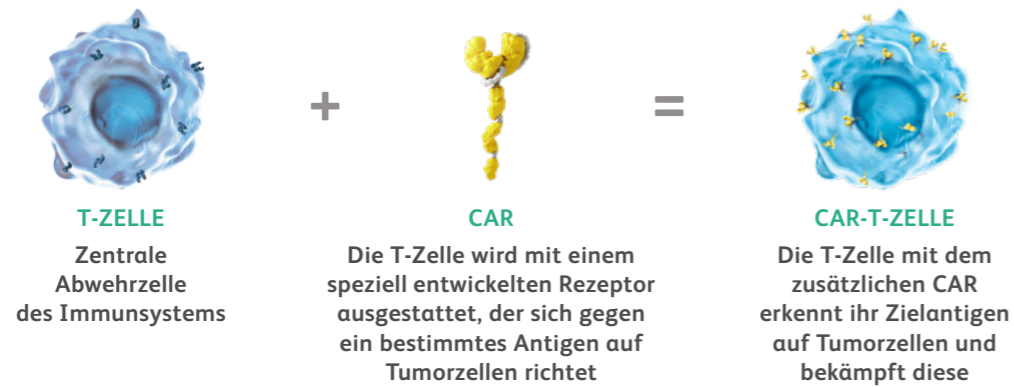 +
=
T-ZELLE
Zentrale
Abwehrzelle
des Immunsystems
CAR
Die T-Zelle wird mit einem
speziell entwickelten Rezeptor
ausgestattet, der sich gegen
ein bestimmtes Antigen auf
Tumorzellen richtet
CAR-T-ZELLE
Die T-Zelle mit dem
zusätzlichen CAR
erkennt ihr Zielantigen
auf Tumorzellen und
bekämpft diese